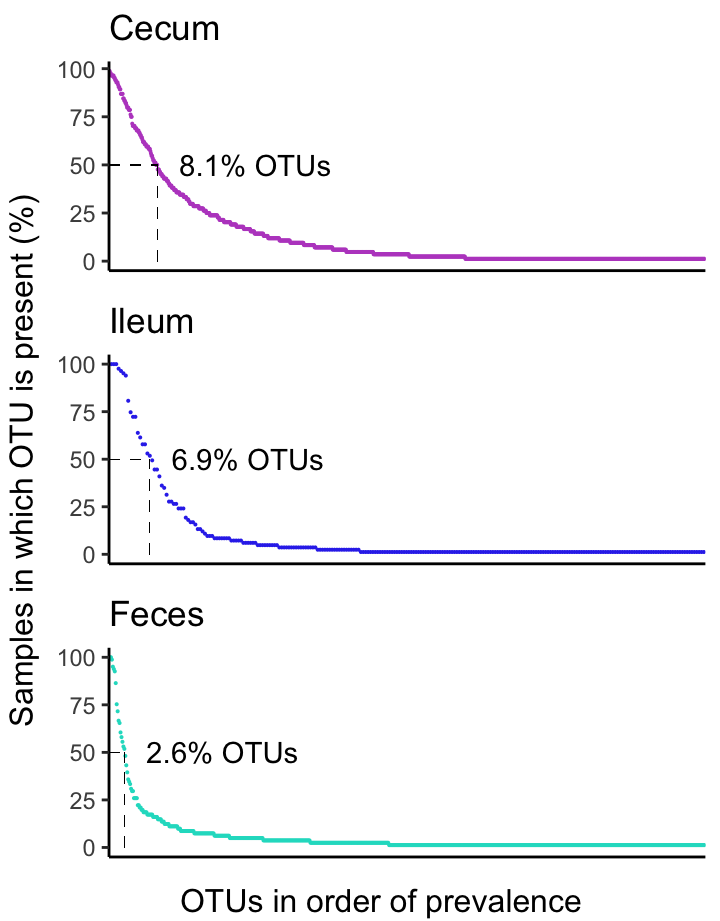 Cecum
100
75
50
25
0
8.1% OTUs
Ileum
100
75
50
25
0
6.9% OTUs
Feces
100
75
50
25
0
2.6% OTUs
Samples in which OTU is present (%)
OTUs in order of prevalence